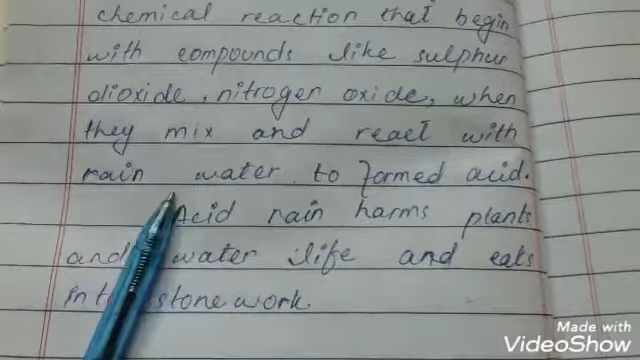 chemical reaction that begin
with compounds like sulphur
dioxide, nitrogen oxide, when
they mix and react with
rain water to formed acid.
Acid rain harms plants
and water life and eats
into stone work.
Made with
VideoShow